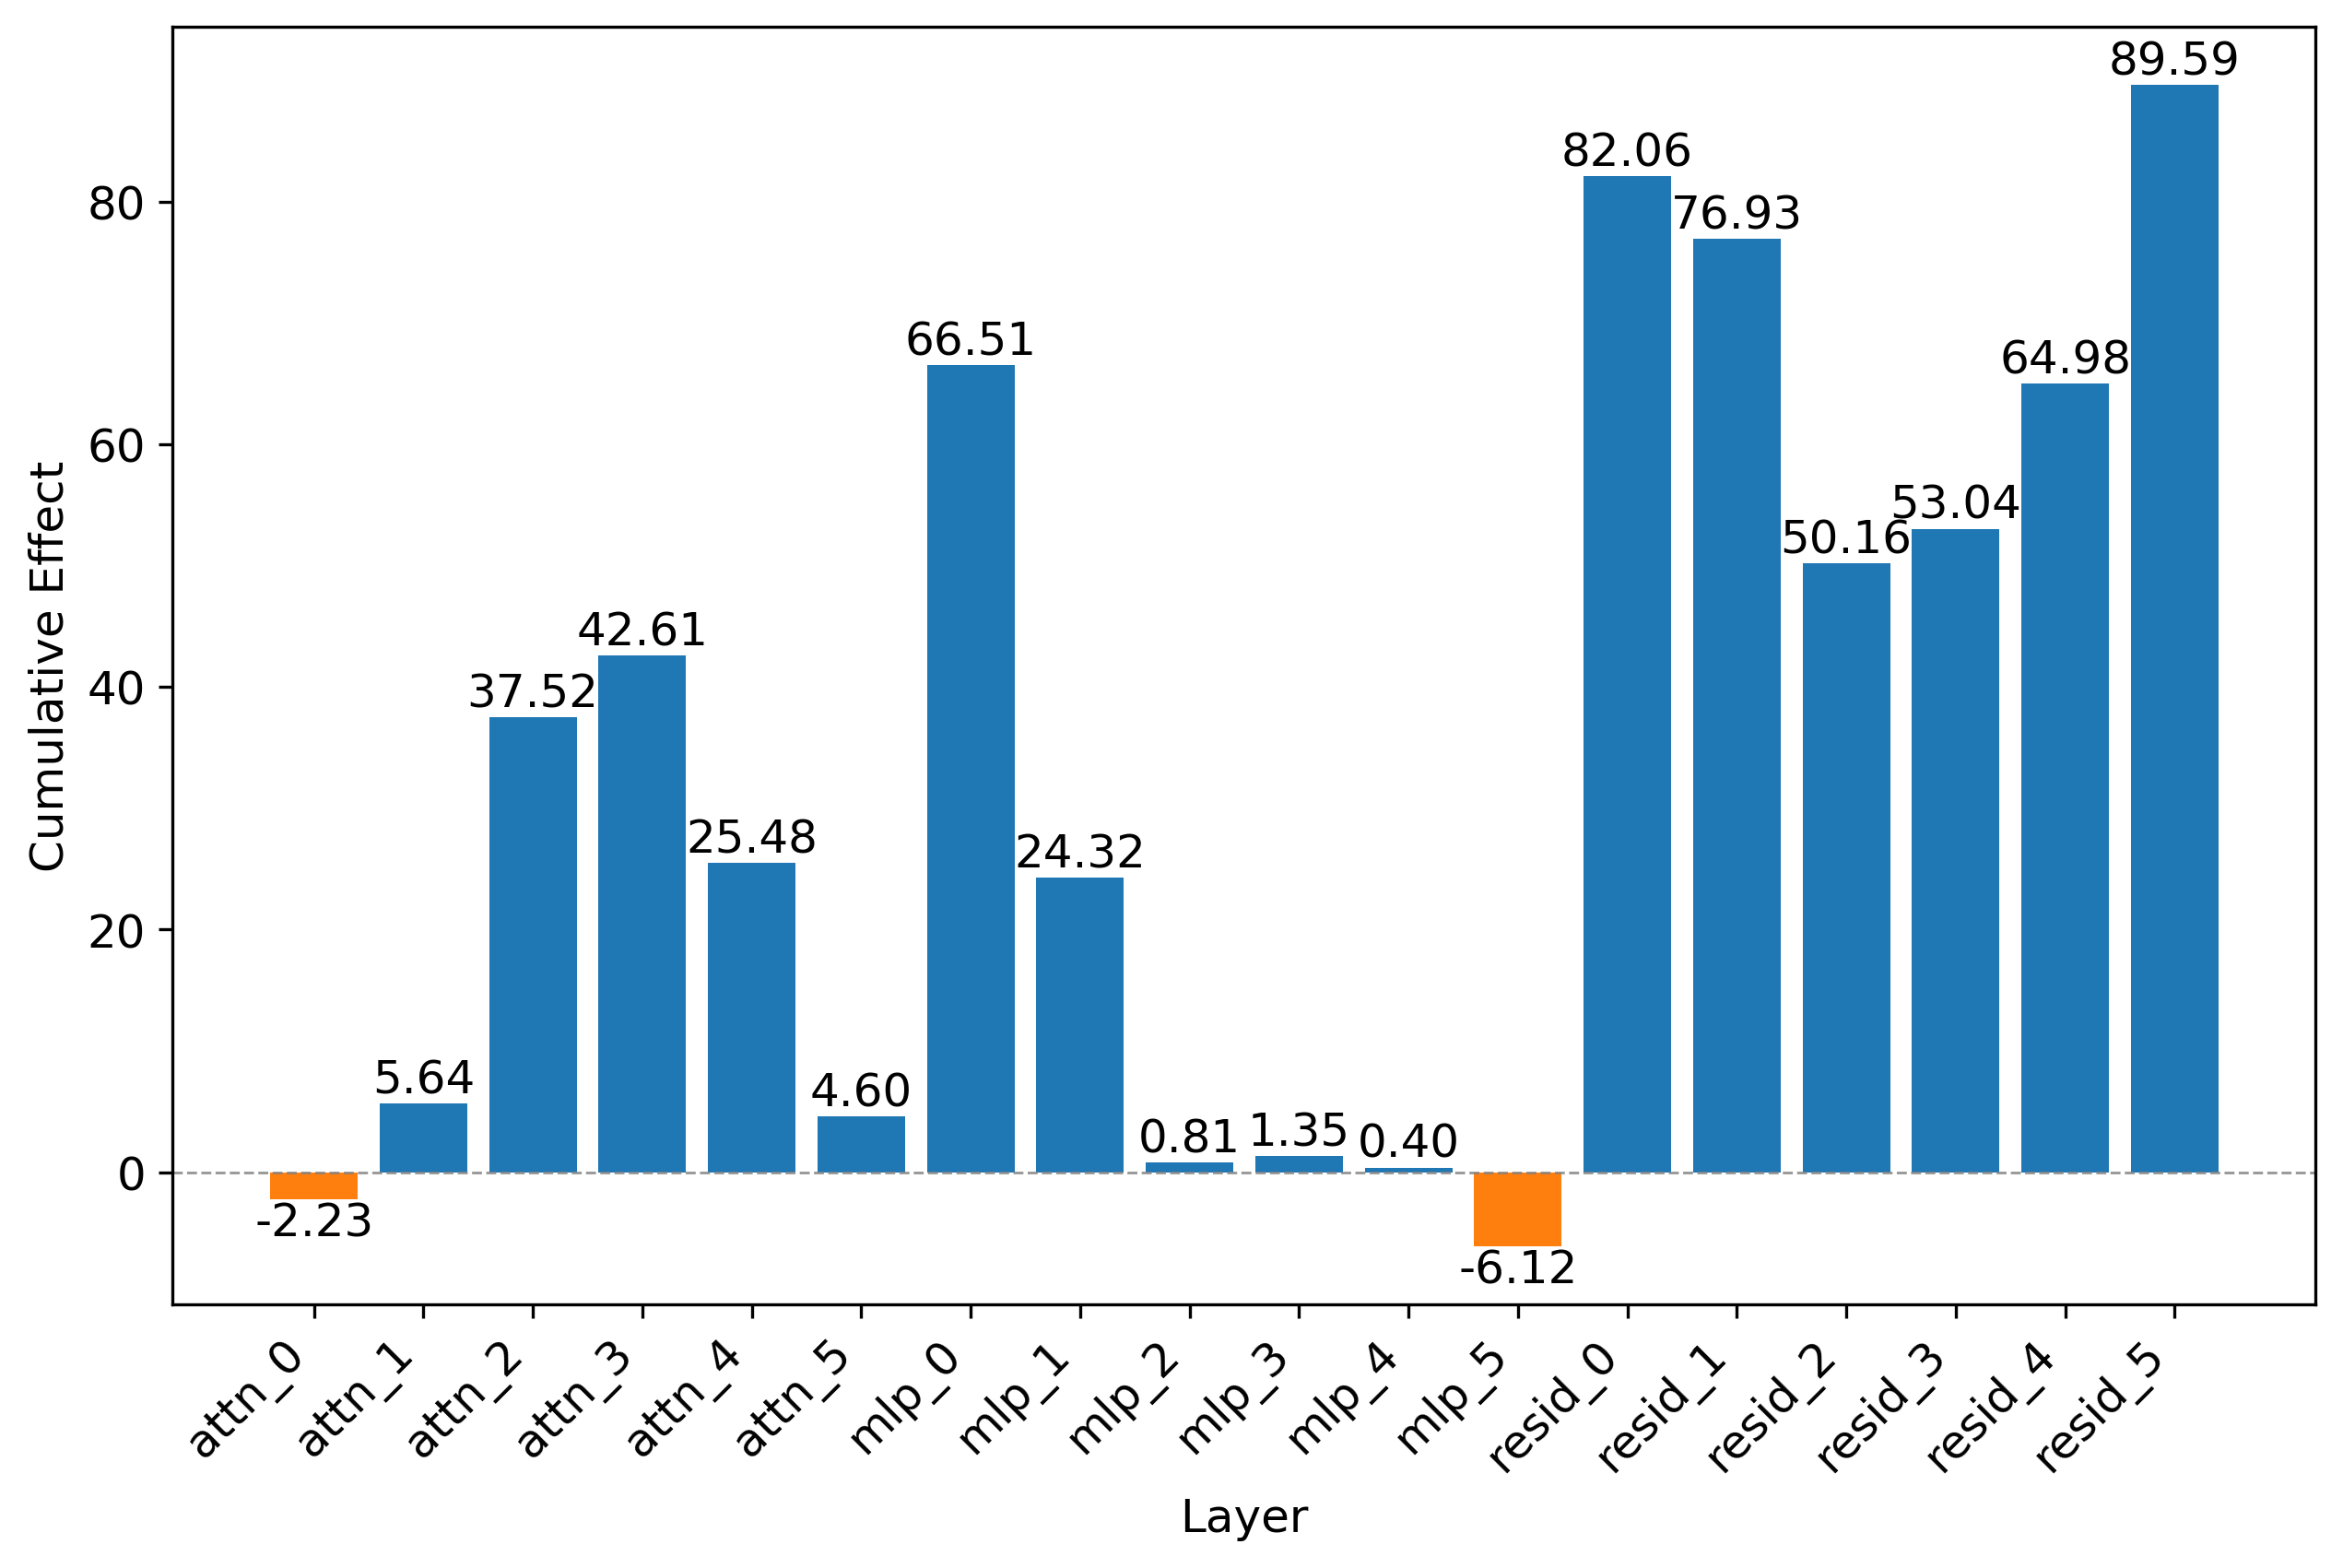 Cumulative Effect
80
60
40
20
0
-2.23
5.64
37.52
42.61
25.48
4.60
66.51
24.32
0.81
1.35
0.40
-6.12
82.06
76.93
50.16
53.04
64.98
89.59
attn_0
attn_1
attn_2
attn_3
attn_4
attn_5
mlp_0
mlp_1
mlp_2
mlp_3
mlp_4
mlp_5
resid_0
resid_1
resid_2
resid_3
resid_4
resid_5
Layer